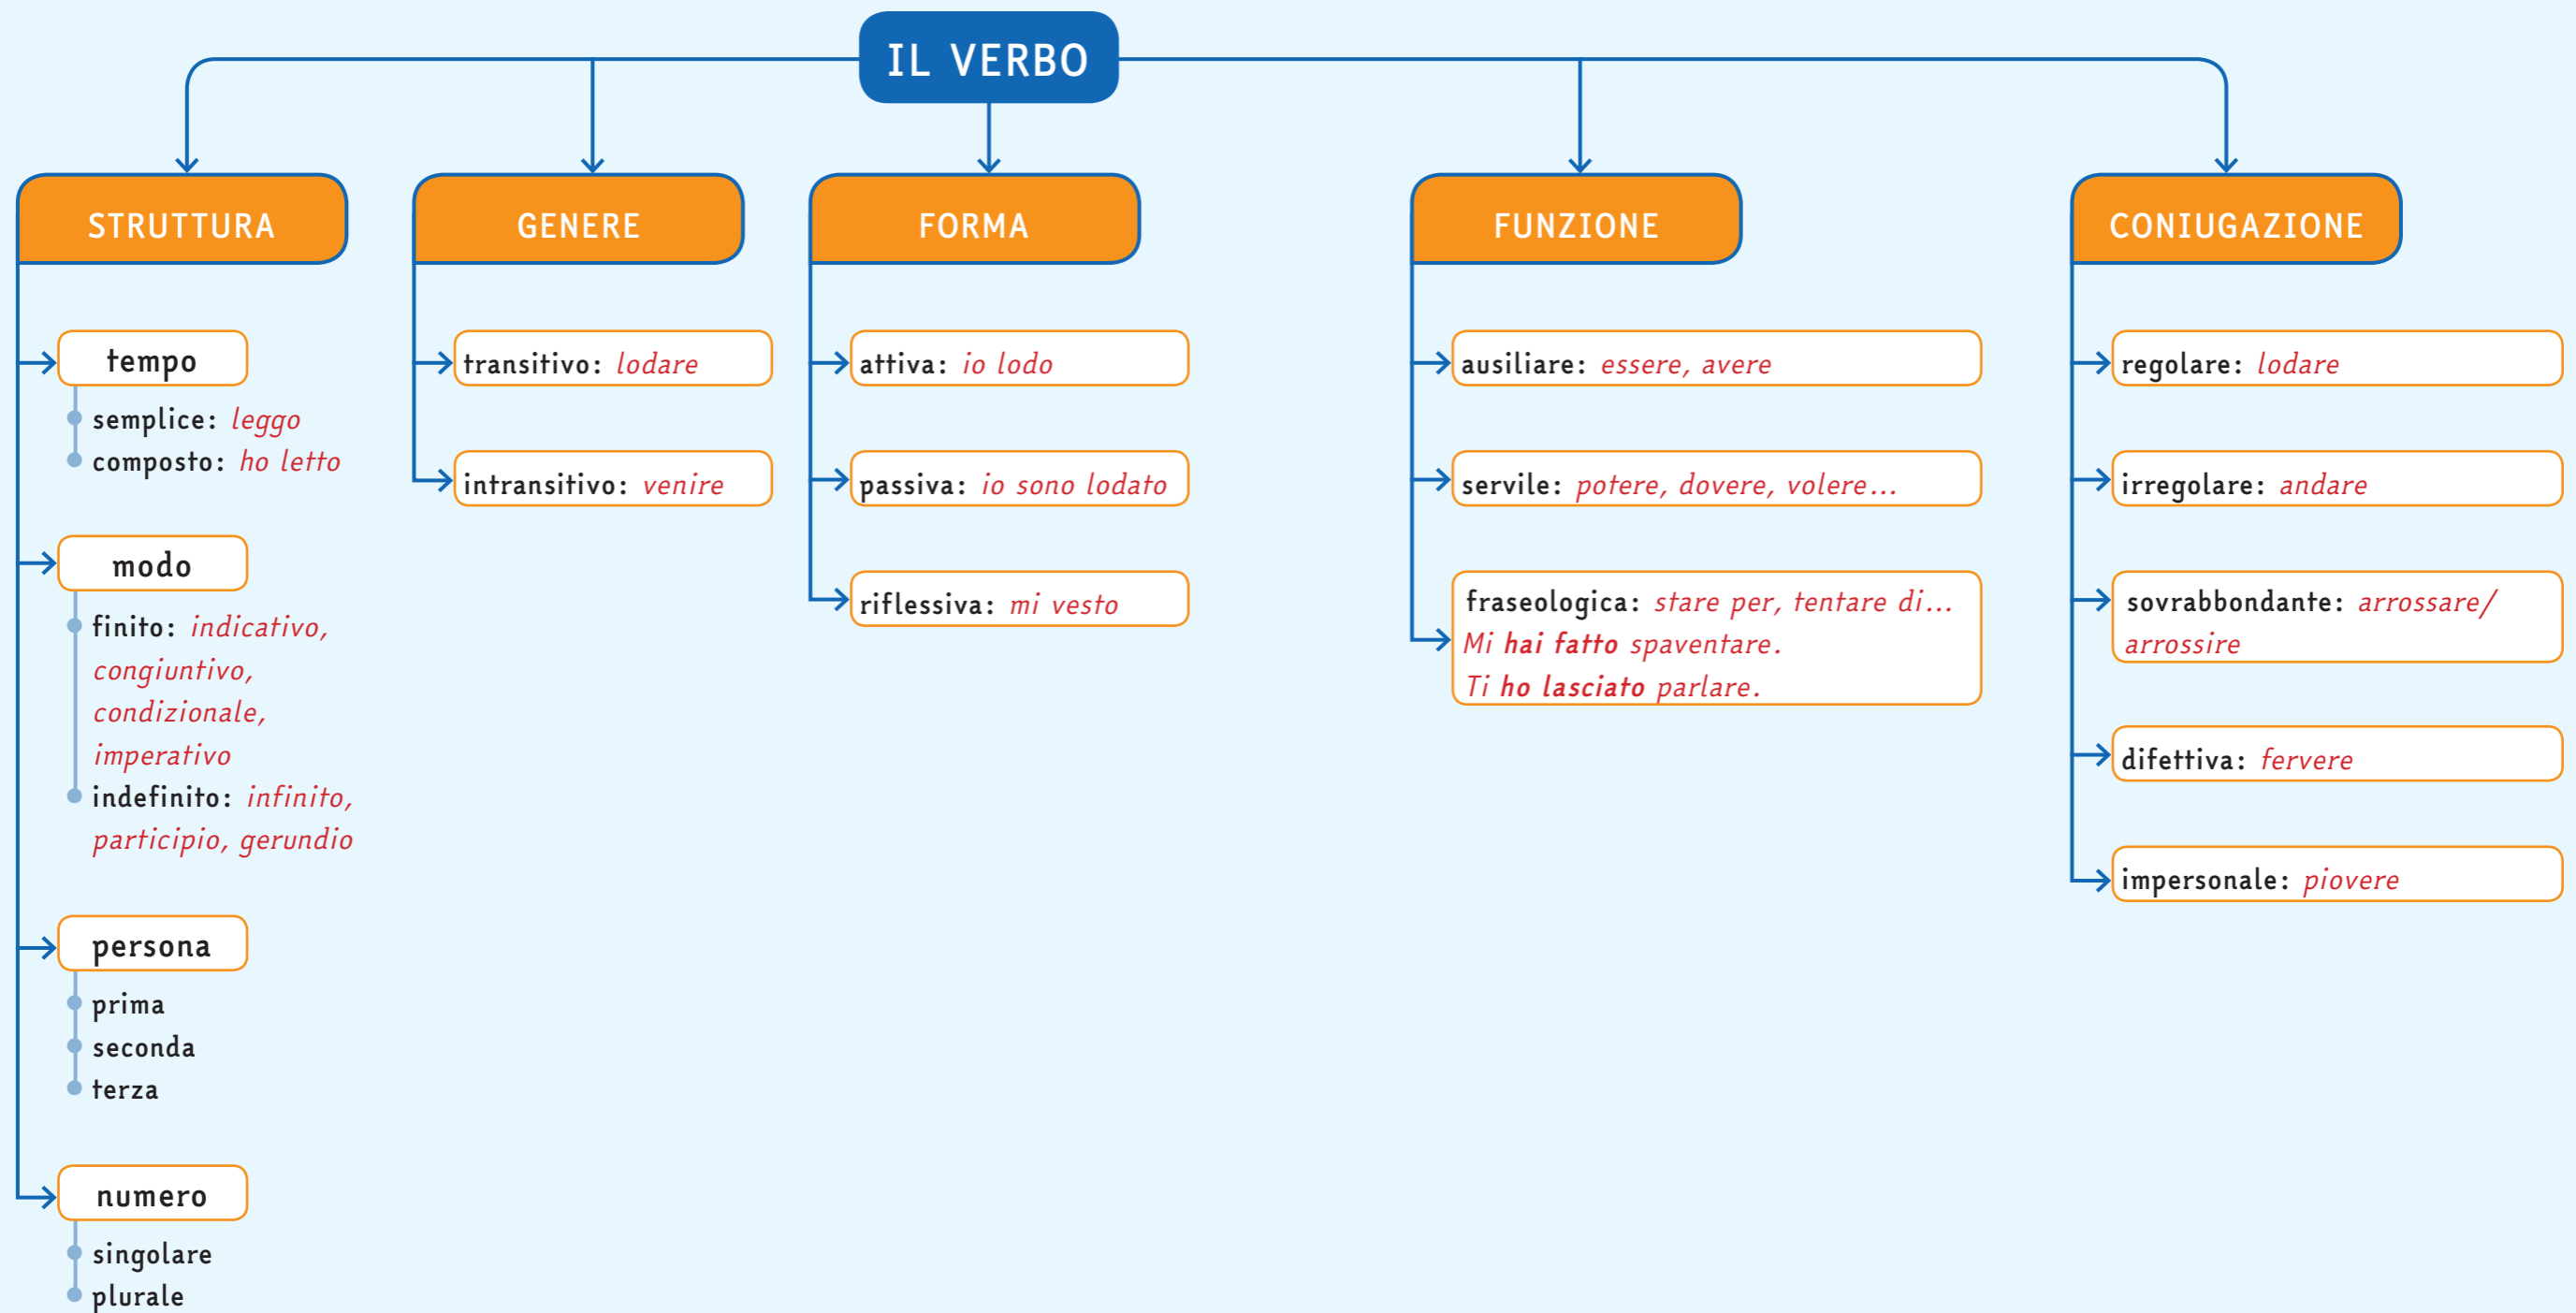 IL VERBO
STRUTTURA
tempo
semplice: leggo
composto: ho letto
modo
finito: indicativo,
congiuntivo,
condizionale,
imperativo
indefinito: infinito,
participio, gerundio
persona
prima
seconda
terza
numero
singolare
plurale
GENERE
transitivo: lodare
intransitivo: venire
FORMA
attiva: io lodo
passiva: io sono lodato
riflessiva: mi vesto
FUNZIONE
ausiliare: essere, avere
servile: potere, dovere, volere...
fraseologica: stare per, tentare di...
Mi hai fatto spaventare.
Ti ho lasciato parlare.
CONIUGAZIONE
regolare: lodare
irregolare: andare
sovrabbondante: arrossare/
arrossire
difettiva: fervere
impersonale: piovere